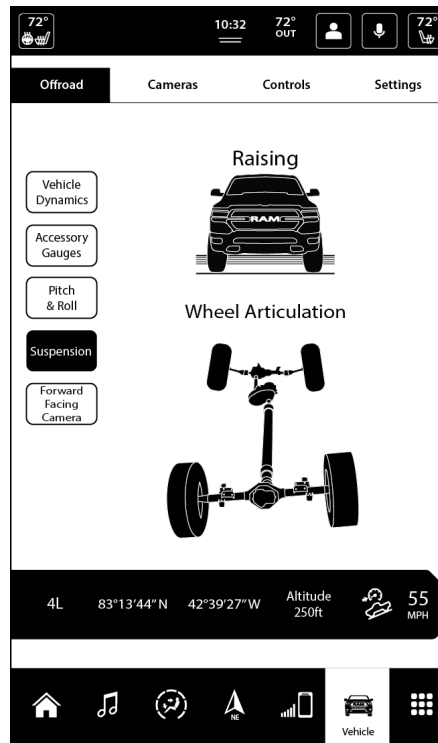 72°
10:32
72°
OUT
72°
Offroad
Cameras
Controls
Settings
Raising
RAM
Vehicle
Dynamics
Accessory
Gauges
Pitch
& Roll
Wheel Articulation
Suspension
Forward
Facing
Camera
4L
83°13'44"N
42°39'27"W
Altitude
250ft
55
MPH
NE
Vehicle